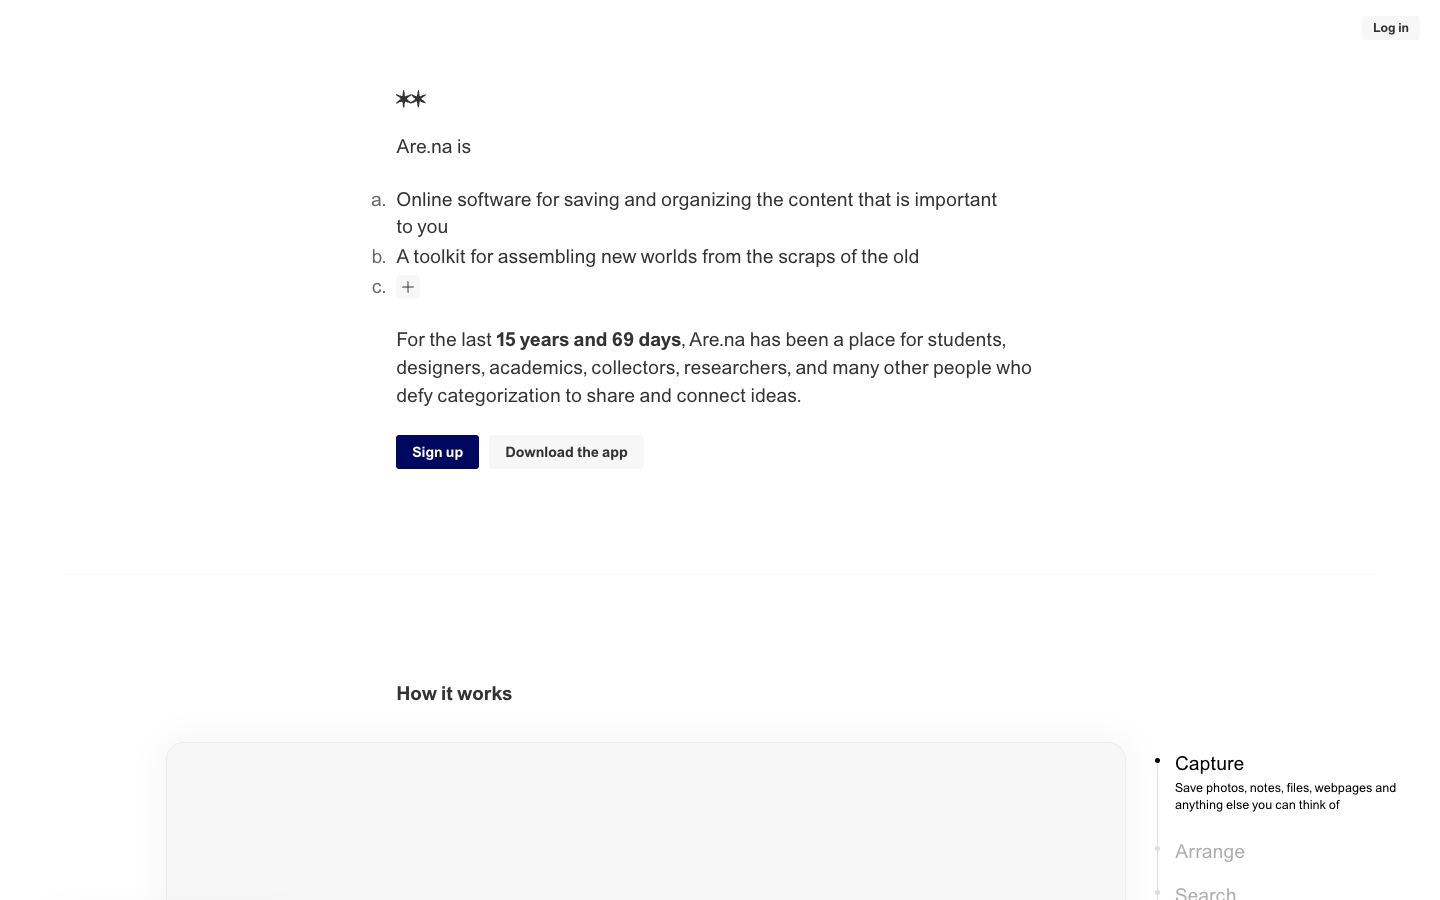 Log in
Are.na is
a. Online software for saving and organizing the content that is important
to you
b. A toolkit for assembling new worlds from the scraps of the old
c. +
For the last 15 years and 69 days, Are.na has been a place for students,
designers, academics, collectors, researchers, and many other people who
defy categorization to share and connect ideas.
Sign up
Download the app
How it works
Capture
Save photos, notes, files, webpages and
anything else you can think of
Arrange
Search